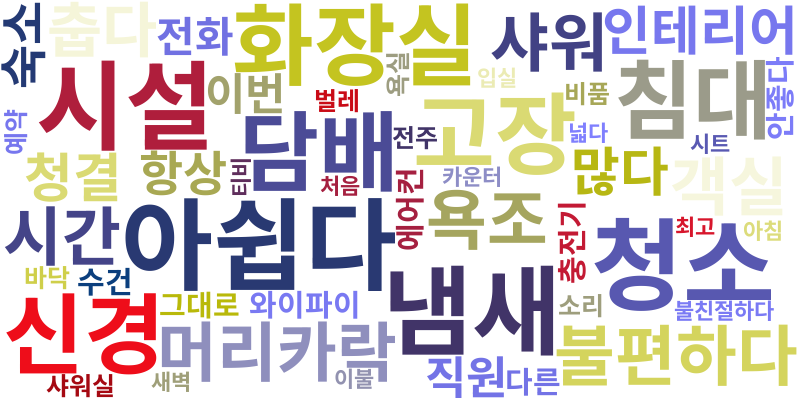 숙소
춥다
전화
화장실
샤워
인테리어
시설
이번
벌레
욕실
입실
비품
침대
안좋다
예약
청결
항상
티비
담배
처음
전주
고장
카운터
넓다
시트
많다
객실
시간
아쉽다
에어컨
욕조
충전기
청소
최고
아침
바닥
수건
신경
그대로
와이파이
냄새
소리
불친절하다
머리카락
불편하다
샤워실
새벽
이불
직원
다른